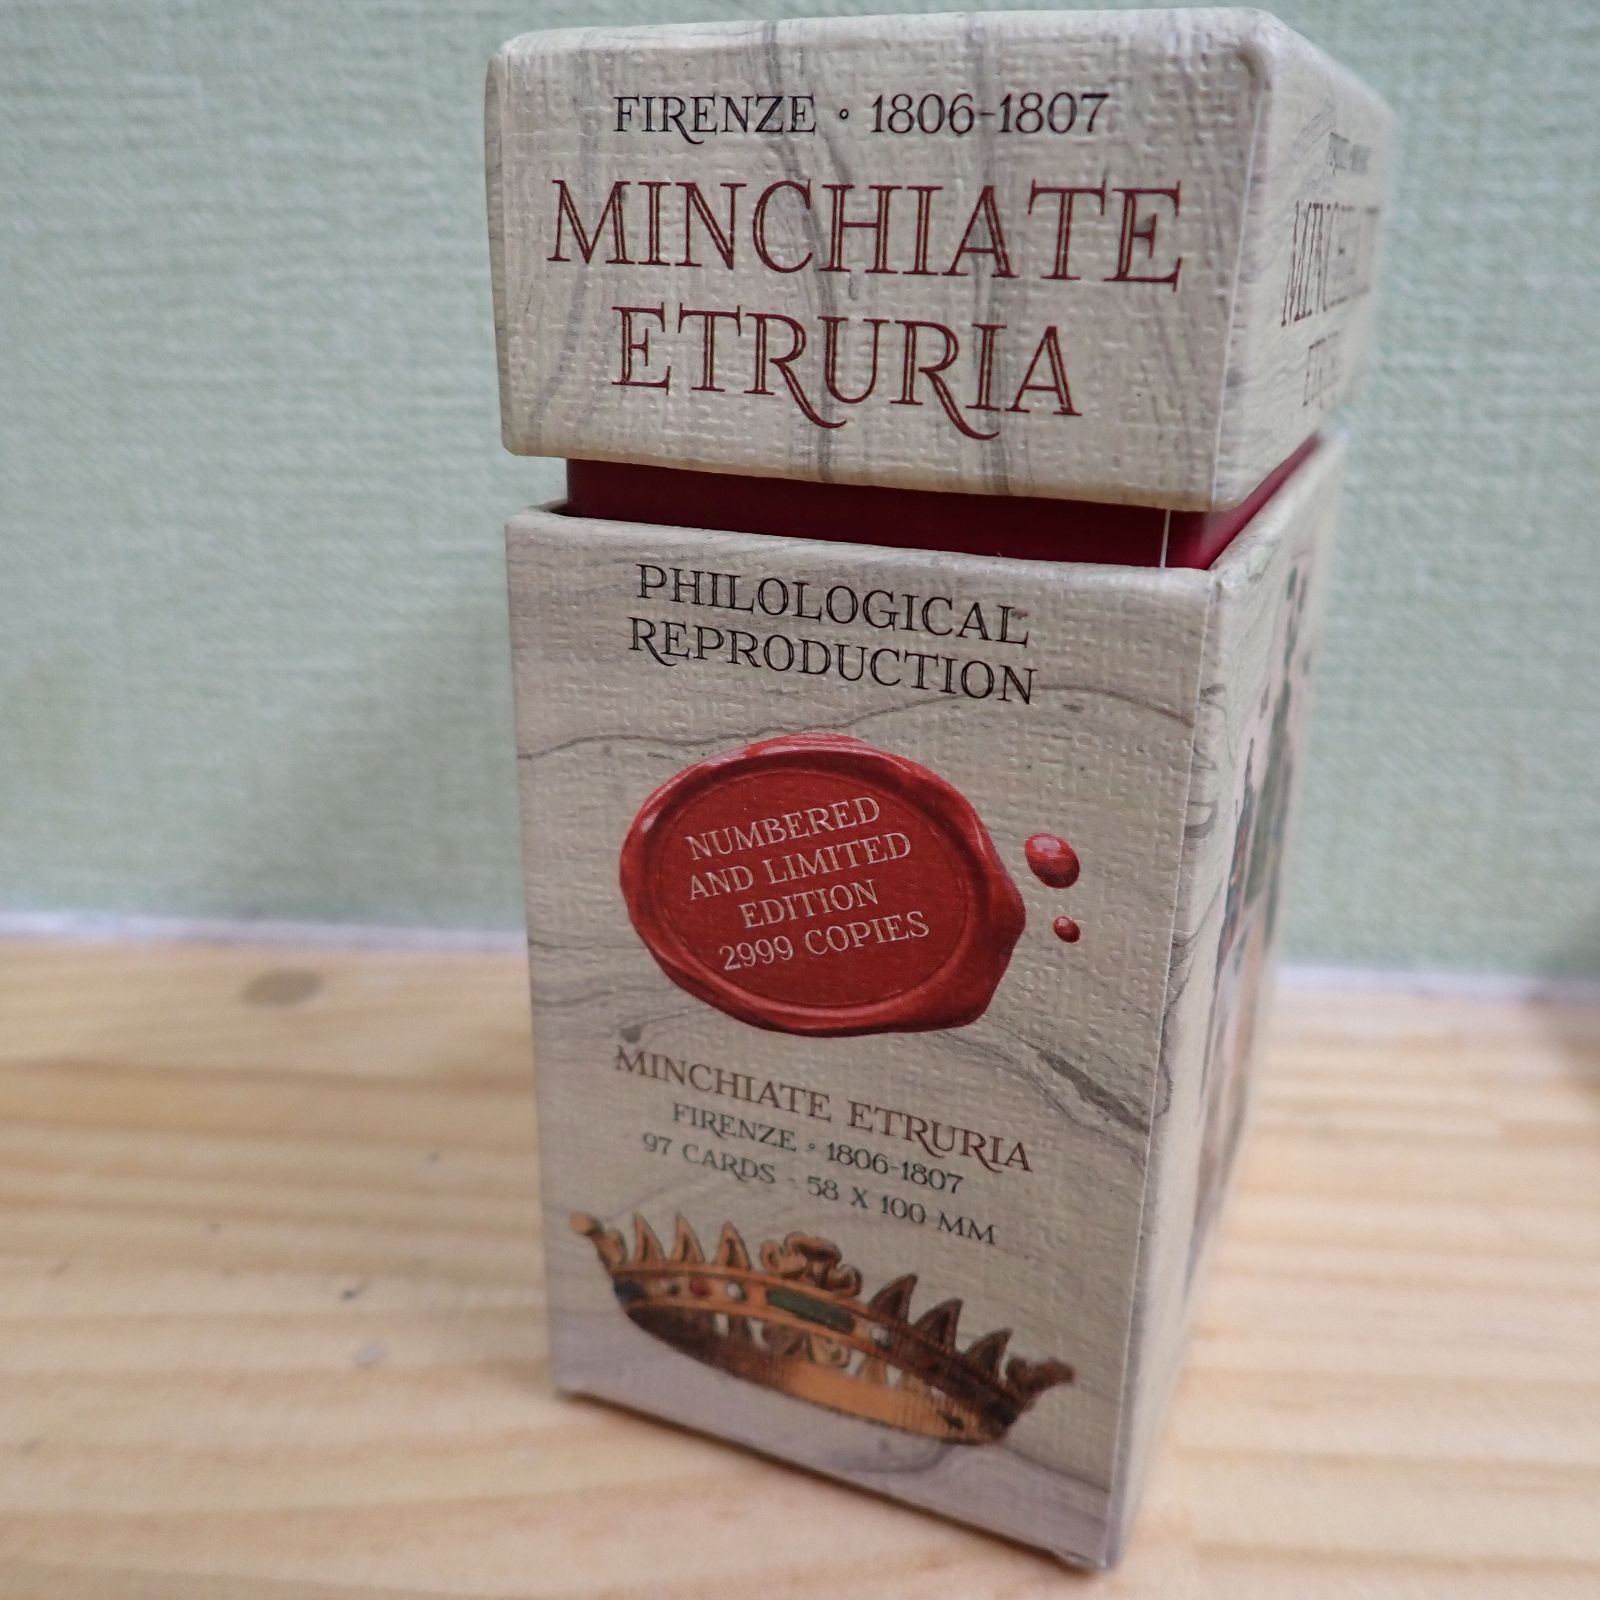 FIRENZE • 1806-1807
MINCHIATE
ETRURIA
PHILOLOGICAL
REPRODUCTION
NUMBERED
AND LIMITED
EDITION
2999 COPIES
MINCHIATE ETRURIA
FIRENZE • 1806-1807
97 CARDS - 58 X 100 MM
MINCHIATE